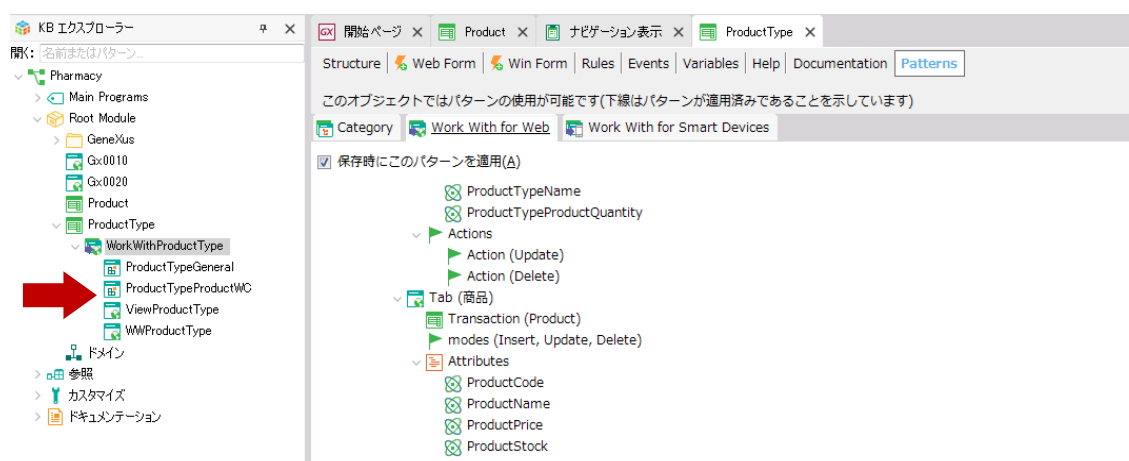 KB エクスプローラー
開く: 名前またはパターン...
Pharmacy
Main Programs
Root Module
GeneXus
Gx0010
Gx0020
Product
ProductType
WorkWithProductType
ProductTypeGeneral
ProductTypeProductWC
ViewProductType
WWProductType
ドメイン
参照
カスタマイズ
ドキュメンテーション
GX 開始ページ Product ナビゲーション表示 ProductType
Structure Web Form Win Form Rules Events Variables Help Documentation Patterns
このオブジェクトではパターンの使用が可能です(下線はパターンが適用済みであることを示しています)
Category Work With for Web Work With for Smart Devices
保存時にこのパターンを適用(A)
ProductTypeName
ProductTypeProductQuantity
Actions
Action (Update)
Action (Delete)
Tab (商品)
Transaction (Product)
modes (Insert, Update, Delete)
Attributes
ProductCode
ProductName
ProductPrice
ProductStock